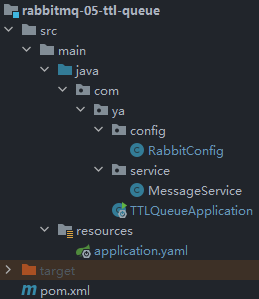 rabbitmq-05-ttl-queue
src
main
java
com
ya
config
RabbitConfig
service
MessageService
TTLQueueApplication
resources
application.yaml
target
pom.xml